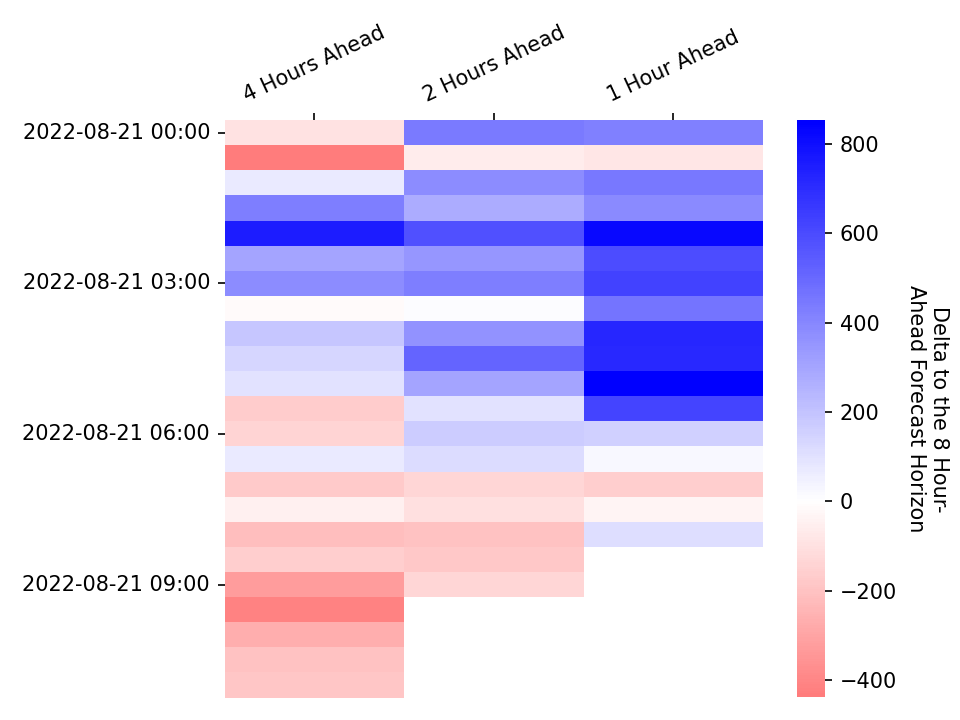 4 Hours Ahead
2 Hours Ahead
1 Hour Ahead
2022-08-21 00:00
2022-08-21 03:00
2022-08-21 06:00
2022-08-21 09:00
800
600
400
200
0
−200
−400
Delta to the 8 Hour-
Ahead Forecast Horizon